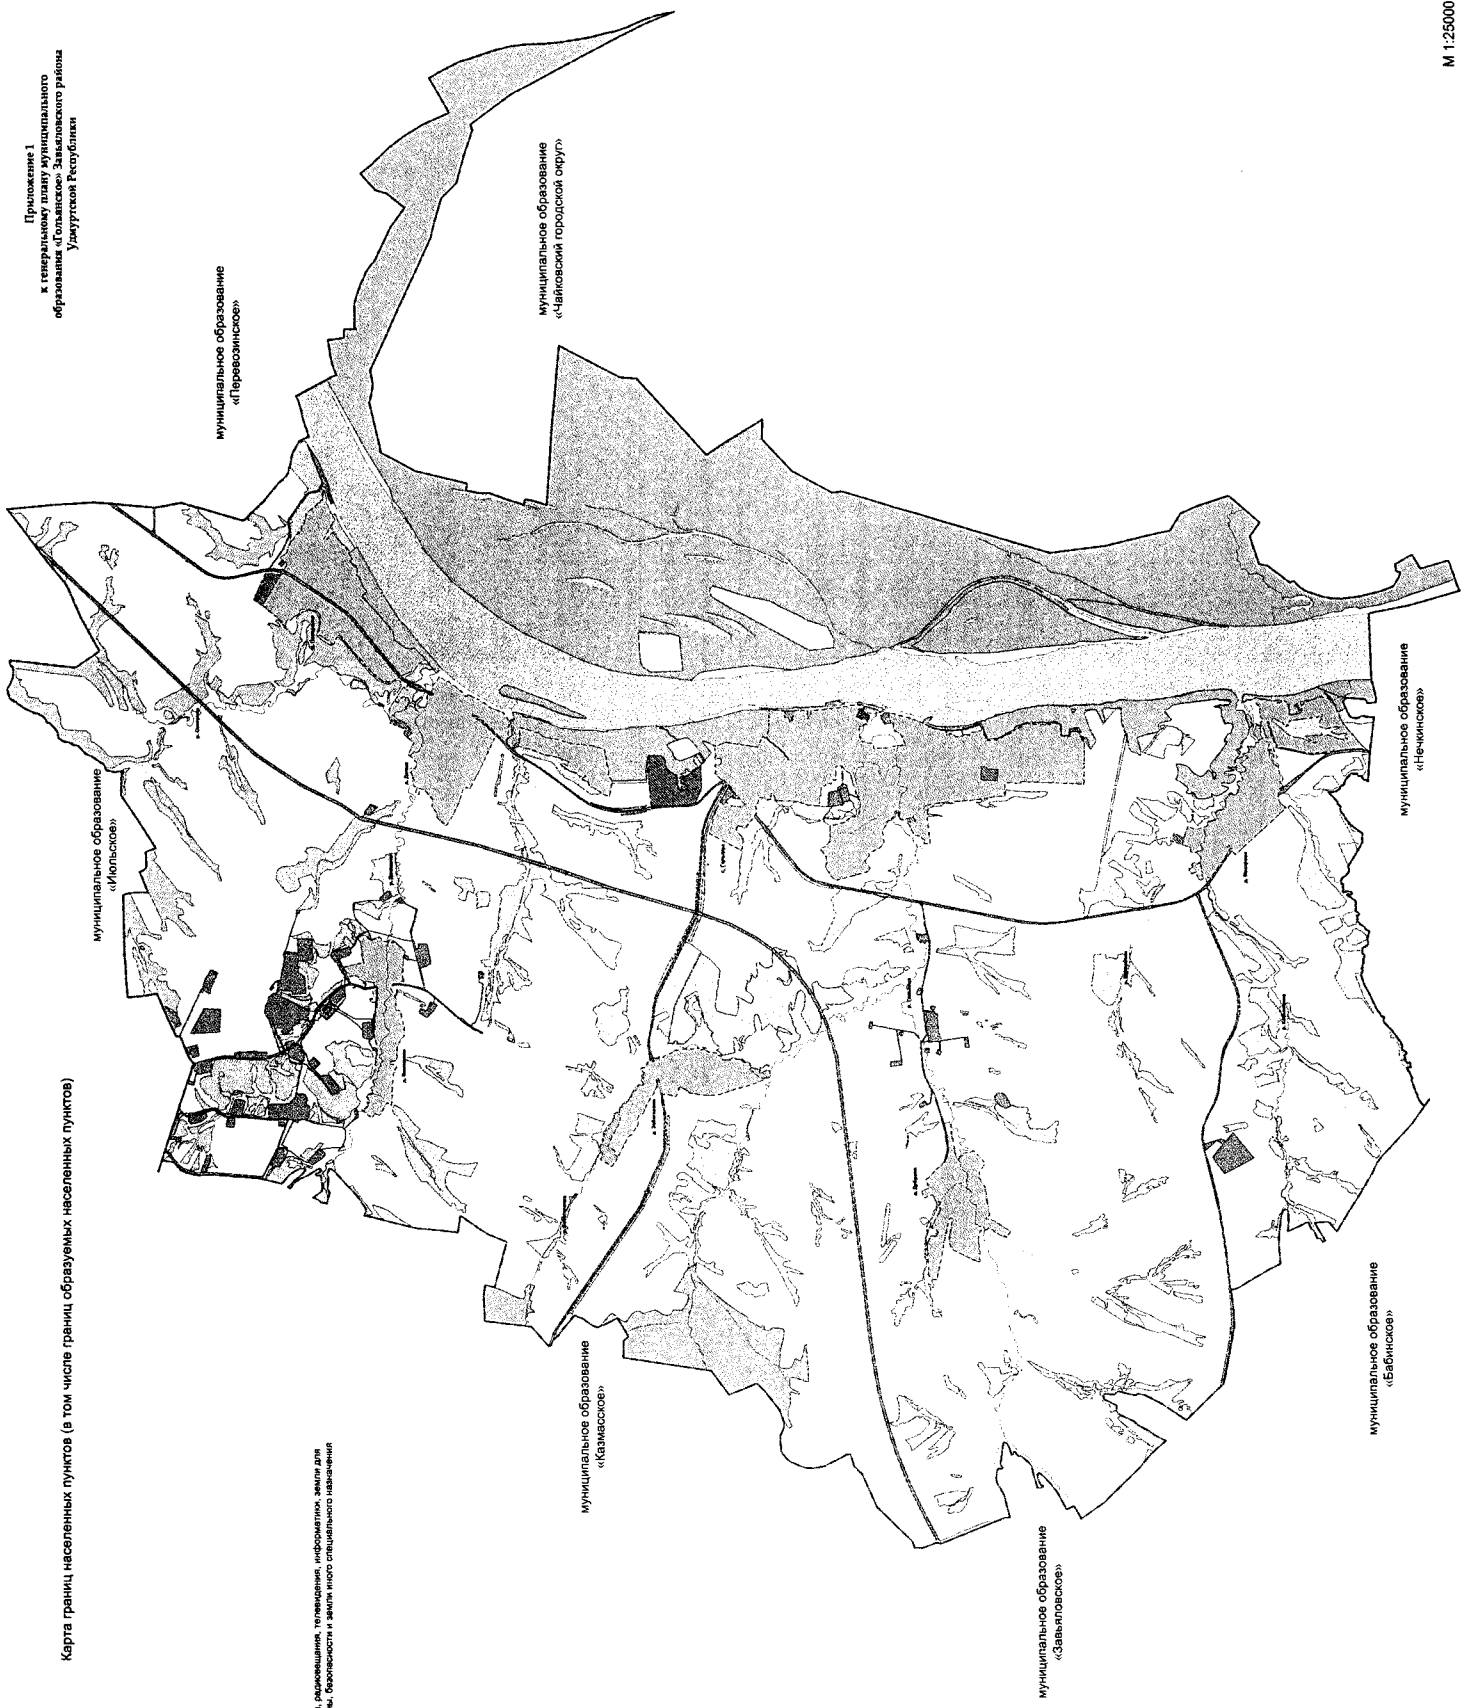 Приложение 1
к генеральному плану муниципального
образования «Гольянское» Завьяловского района
Удмуртской Республики
Карта границ населенных пунктов (в том числе границ образуемых населенных пунктов)
муниципальное образование
«Июльское»
муниципальное образование
«Перевозинское»
муниципальное образование
«Чайковский городской округ»
, радиовещания, телевидения, информатики, земли для
безопасности и земли иного специального назначения
муниципальное образование
«Казмасское»
муниципальное образование
«Завьяловское»
муниципальное образование
«Бабинское»
муниципальное образование
«Нечкинское»
М 1:25000